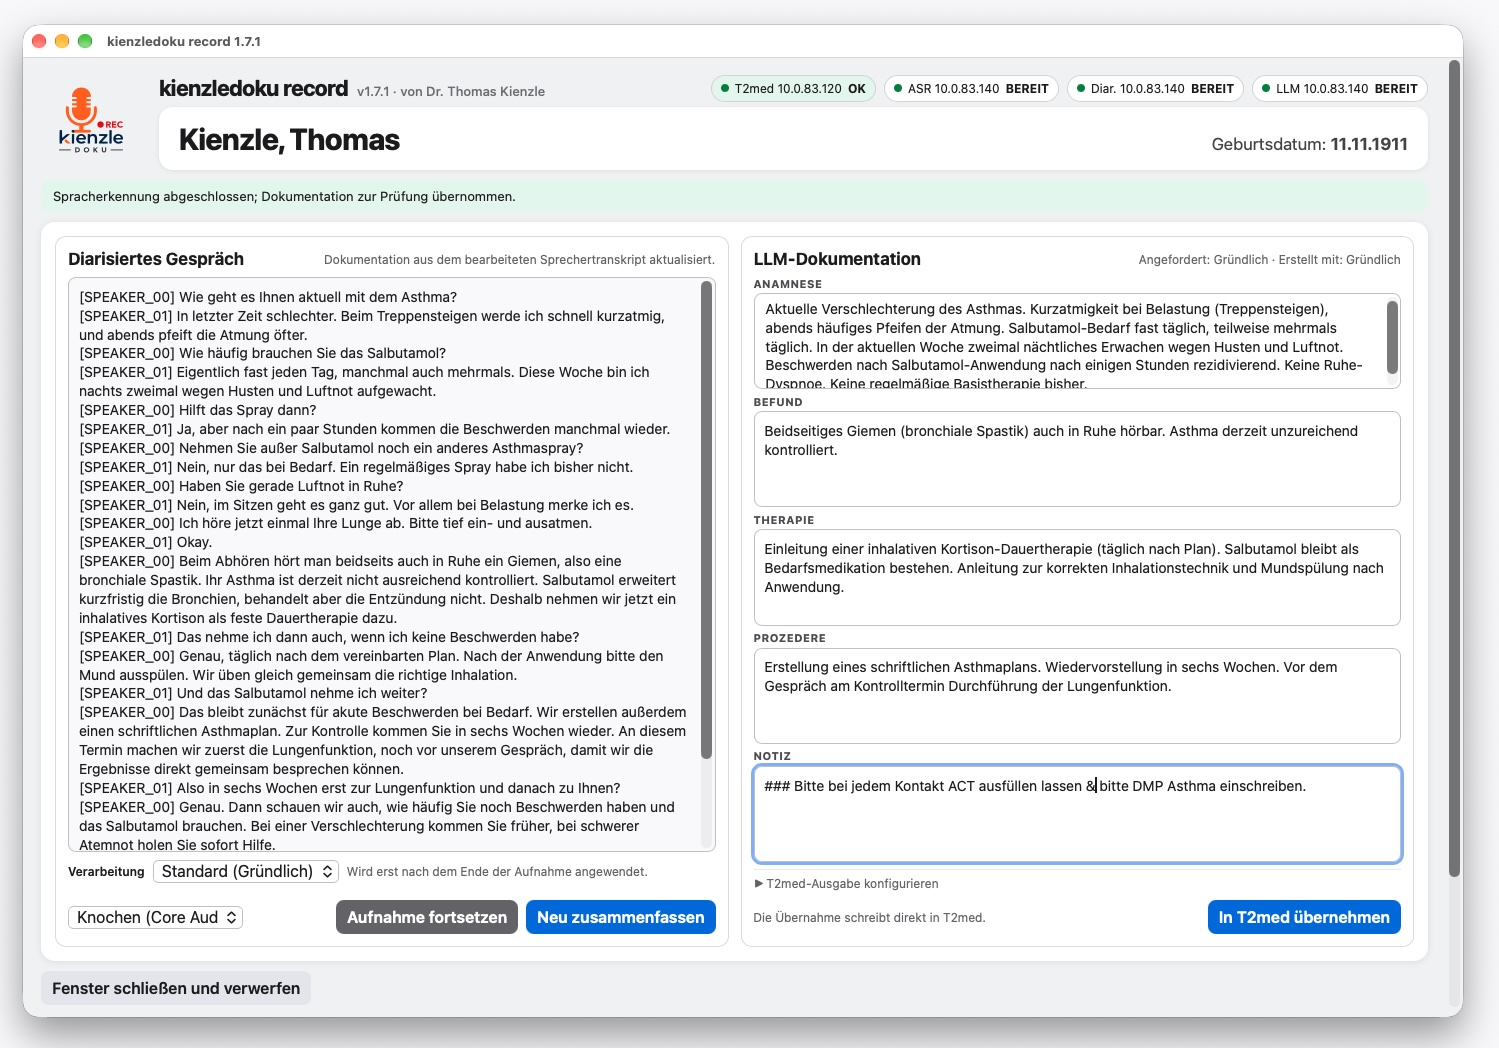 kienzledoku record 1.7.1
REC
kienzle
DOKU
kienzledoku record v1.7.1 · von Dr. Thomas Kienzle
T2med 10.0.83.120 OK
ASR 10.0.83.140 BEREIT
Diar. 10.0.83.140 BEREIT
LLM 10.0.83.140 BEREIT
Kienzle, Thomas
Geburtsdatum: 11.11.1911
Spracherkennung abgeschlossen; Dokumentation zur Prüfung übernommen.
Diarisiertes Gespräch
Dokumentation aus dem bearbeiteten Sprechertranskript aktualisiert.
[SPEAKER_00] Wie geht es Ihnen aktuell mit dem Asthma?
[SPEAKER_01] In letzter Zeit schlechter. Beim Treppensteigen werde ich schnell kurzatmig,
und abends pfeift die Atmung öfter.
[SPEAKER_00] Wie häufig brauchen Sie das Salbutamol?
[SPEAKER_01] Eigentlich fast jeden Tag, manchmal auch mehrmals. Diese Woche bin ich
nachts zweimal wegen Husten und Luftnot aufgewacht.
[SPEAKER_00] Hilft das Spray dann?
[SPEAKER_01] Ja, aber nach ein paar Stunden kommen die Beschwerden manchmal wieder.
[SPEAKER_00] Nehmen Sie außer Salbutamol noch ein anderes Asthmaspray?
[SPEAKER_01] Nein, nur das bei Bedarf. Ein regelmäßiges Spray habe ich bisher nicht.
[SPEAKER_00] Haben Sie gerade Luftnot in Ruhe?
[SPEAKER_01] Nein, im Sitzen geht es ganz gut. Vor allem bei Belastung merke ich es.
[SPEAKER_00] Ich höre jetzt einmal Ihre Lunge ab. Bitte tief ein- und ausatmen.
[SPEAKER_01] Okay.
[SPEAKER_00] Beim Abhören hört man beidseits auch in Ruhe ein Giemen, also eine
bronchiale Spastik. Ihr Asthma ist derzeit nicht ausreichend kontrolliert. Salbutamol erweitert
kurzfristig die Bronchien, behandelt aber die Entzündung nicht. Deshalb nehmen wir jetzt ein
inhalatives Kortison als feste Dauertherapie dazu.
[SPEAKER_01] Das nehme ich dann auch, wenn ich keine Beschwerden habe?
[SPEAKER_00] Genau, täglich nach dem vereinbarten Plan. Nach der Anwendung bitte den
Mund ausspülen. Wir üben gleich gemeinsam die richtige Inhalation.
[SPEAKER_01] Und das Salbutamol nehme ich weiter?
[SPEAKER_00] Das bleibt zunächst für akute Beschwerden bei Bedarf. Wir erstellen außerdem
einen schriftlichen Asthmaplan. Zur Kontrolle kommen Sie in sechs Wochen wieder. An diesem
Termin machen wir zuerst die Lungenfunktion, noch vor unserem Gespräch, damit wir die
Ergebnisse direkt gemeinsam besprechen können.
[SPEAKER_01] Also in sechs Wochen erst zur Lungenfunktion und danach zu Ihnen?
[SPEAKER_00] Genau. Dann schauen wir auch, wie häufig Sie noch Beschwerden haben und
das Salbutamol brauchen. Bei einer Verschlechterung kommen Sie früher, bei schwerer
Atemnot holen Sie sofort Hilfe.
Verarbeitung
Standard (Gründlich)
Wird erst nach dem Ende der Aufnahme angewendet.
Knochen (Core Aud
Aufnahme fortsetzen
Neu zusammenfassen
LLM-Dokumentation
Angefordert: Gründlich · Erstellt mit: Gründlich
ANAMNESE
Aktuelle Verschlechterung des Asthmas. Kurzatmigkeit bei Belastung (Treppensteigen),
abends häufiges Pfeifen der Atmung. Salbutamol-Bedarf fast täglich, teilweise mehrmals
täglich. In der aktuellen Woche zweimal nächtliches Erwachen wegen Husten und Luftnot.
Beschwerden nach Salbutamol-Anwendung nach einigen Stunden rezidivierend. Keine Ruhe-
Dyspnoe. Keine regelmäßige Basistherapie bisher.
BEFUND
Beidseitiges Giemen (bronchiale Spastik) auch in Ruhe hörbar. Asthma derzeit unzureichend
kontrolliert.
THERAPIE
Einleitung einer inhalativen Kortison-Dauertherapie (täglich nach Plan). Salbutamol bleibt als
Bedarfsmedikation bestehen. Anleitung zur korrekten Inhalationstechnik und Mundspülung nach
Anwendung.
PROZEDERE
Erstellung eines schriftlichen Asthmaplans. Wiedervorstellung in sechs Wochen. Vor dem
Gespräch am Kontrolltermin Durchführung der Lungenfunktion.
NOTIZ
### Bitte bei jedem Kontakt ACT ausfüllen lassen & bitte DMP Asthma einschreiben.
T2med-Ausgabe konfigurieren
Die Übernahme schreibt direkt in T2med.
In T2med übernehmen
Fenster schließen und verwerfen